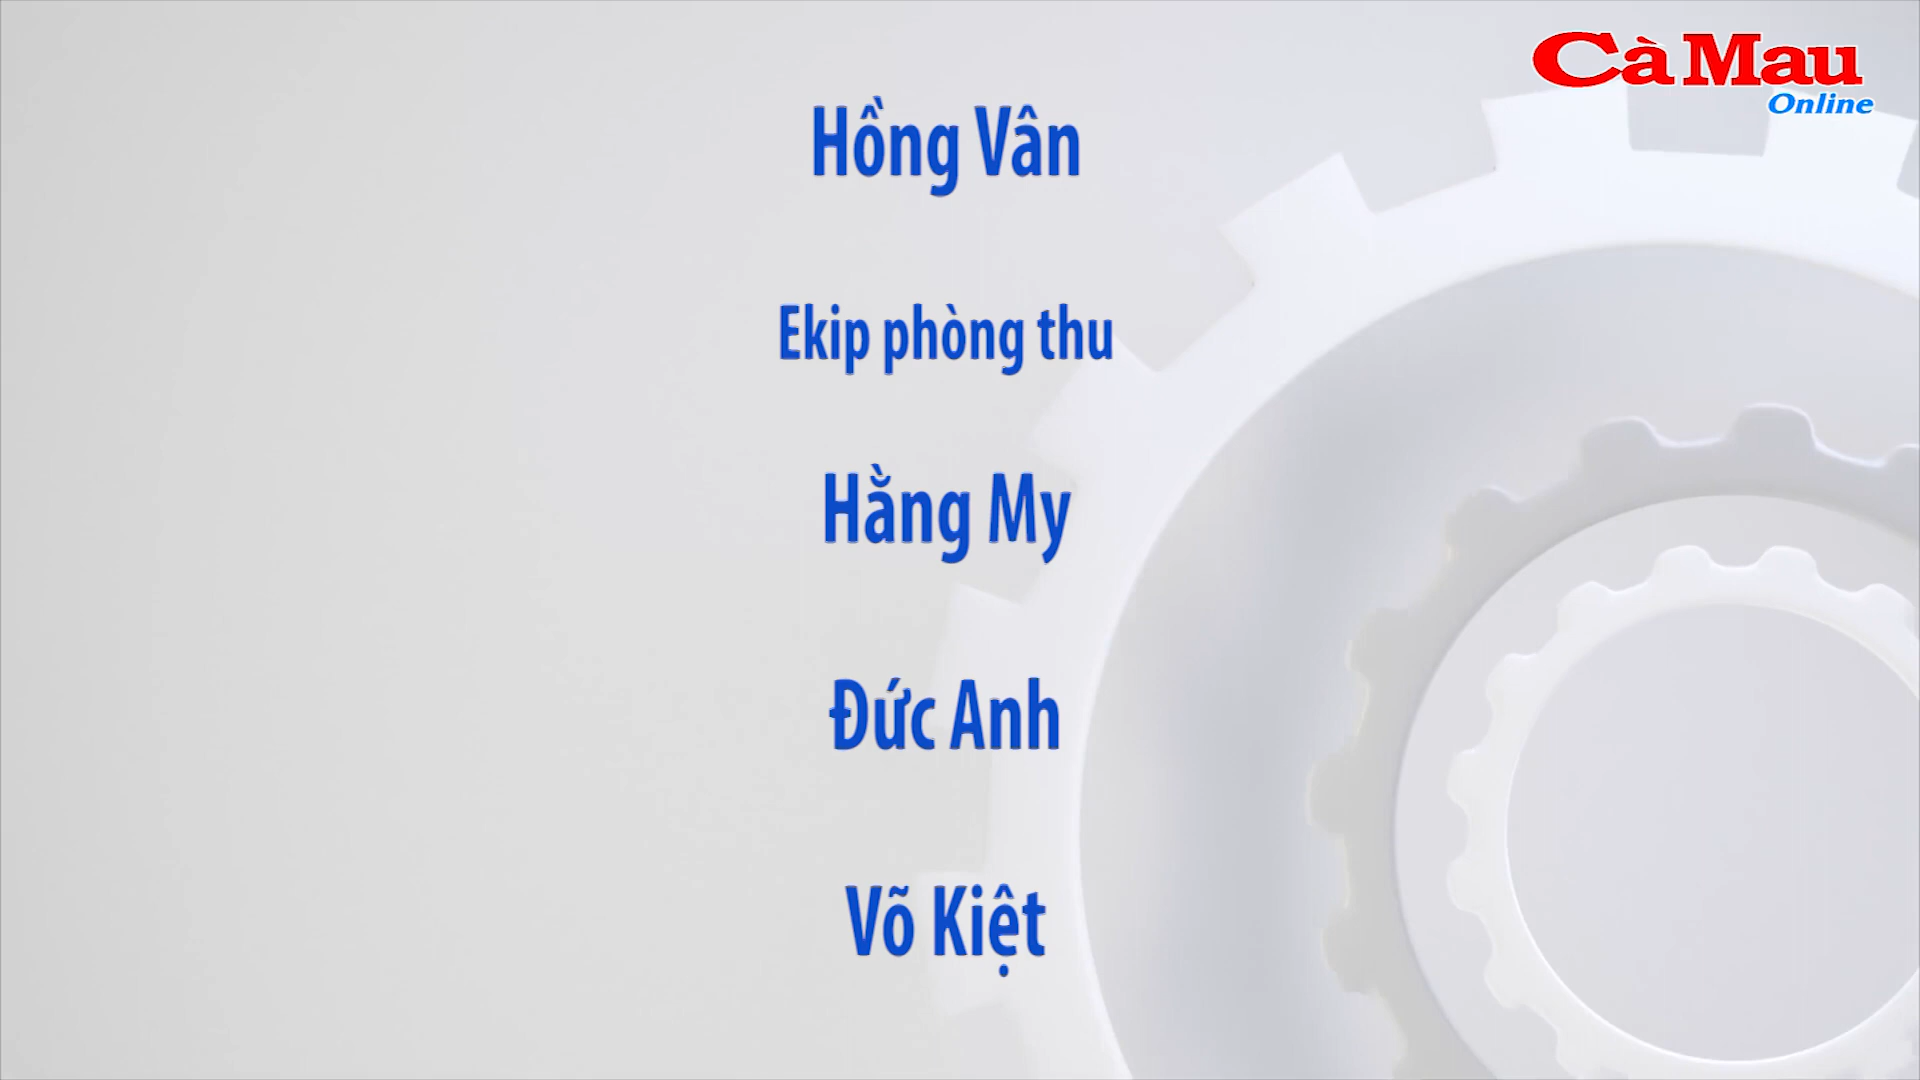 Cà Mau
Online
Hồng Vân
Ekip phòng thu
Hằng My
Đức Anh
Võ Kiệt